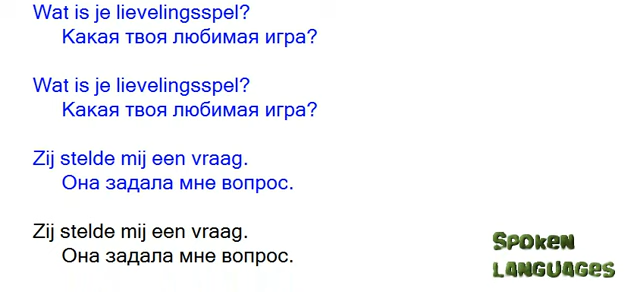 Wat is je lievelingsspel?
Какая твоя любимая игра?
Wat is je lievelingsspel?
Какая твоя любимая игра?
Zij stelde mij een vraag.
Она задала мне вопрос.
Zij stelde mij een vraag.
Она задала мне вопрос.
Spoken
Languages